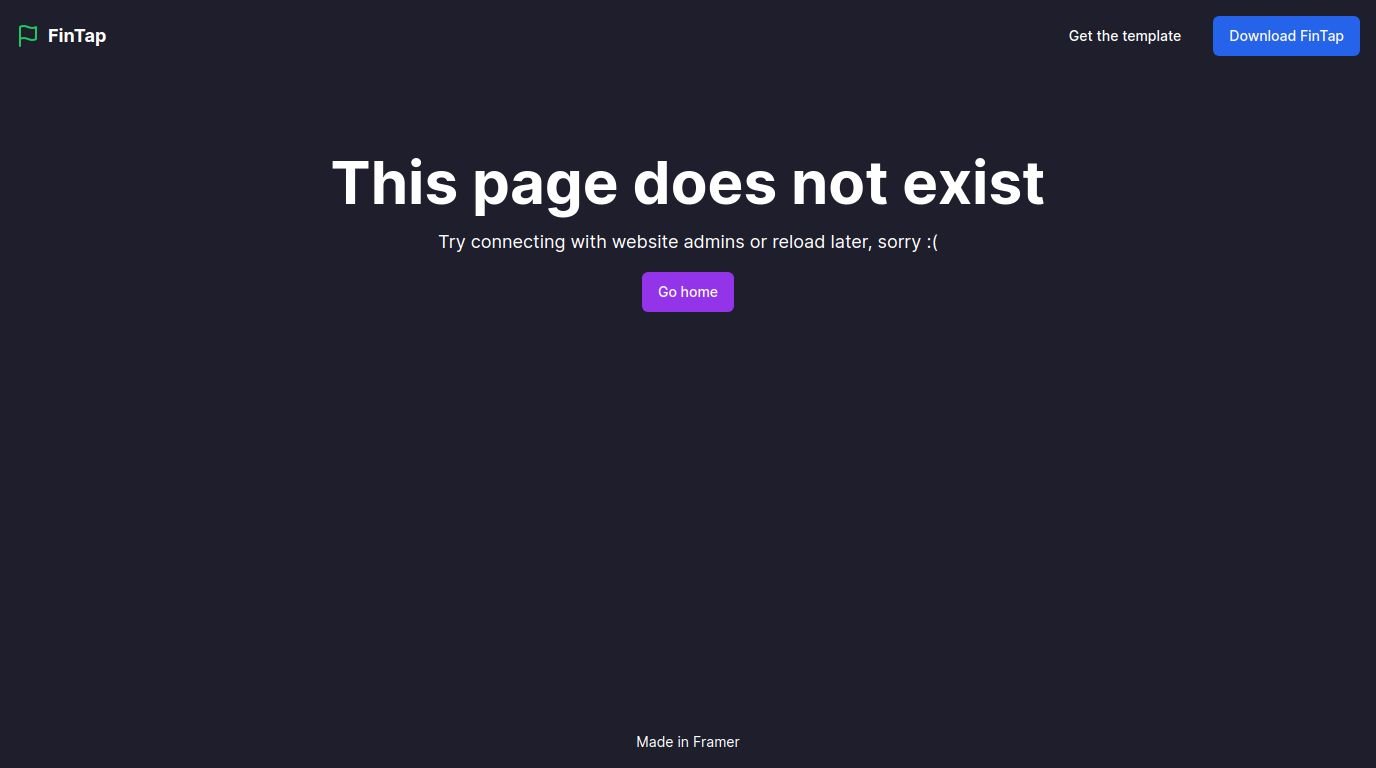 FinTap
Get the template
Download FinTap
This page does not exist
Try connecting with website admins or reload later, sorry :(
Go home
Made in Framer